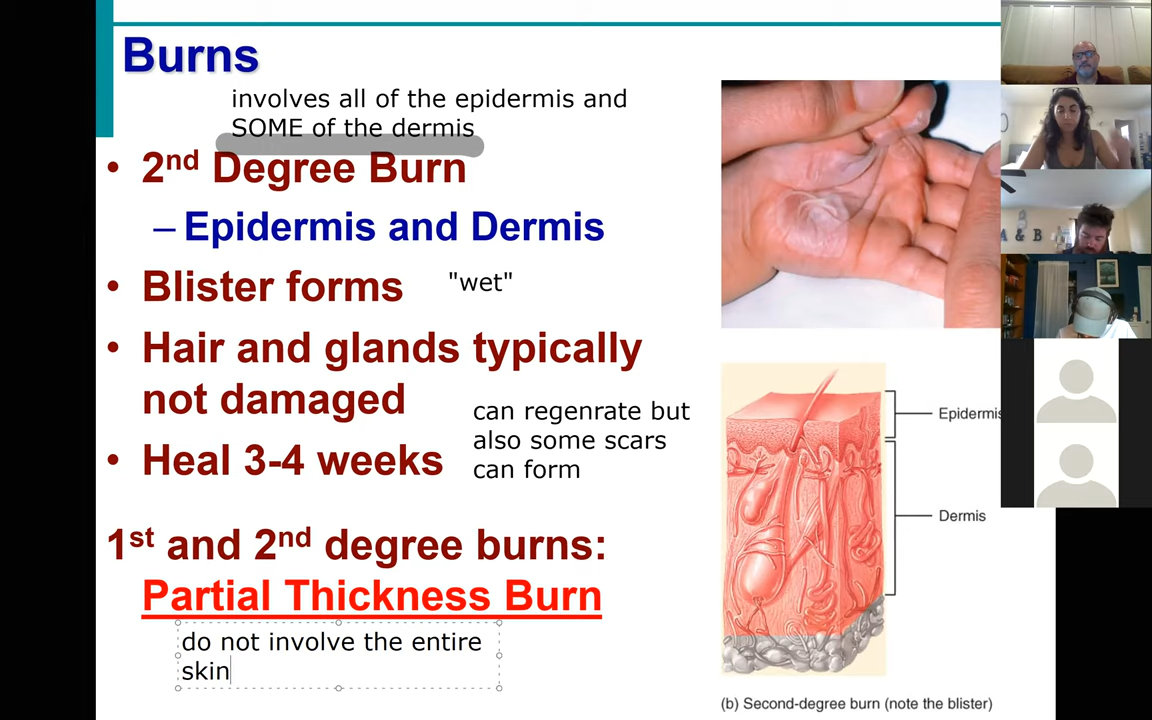 Burns
involves all of the epidermis and
SOME of the dermis
• 2nd Degree Burn
– Epidermis and Dermis
• Blister forms
"wet"
• Hair and glands typically
not damaged
can regenrate but
also some scars
can form
• Heal 3-4 weeks
1st and 2nd degree burns:
Partial Thickness Burn
do not involve the entire
skin
Epidermis
Dermis
(b) Second-degree burn (note the blister)
A & B